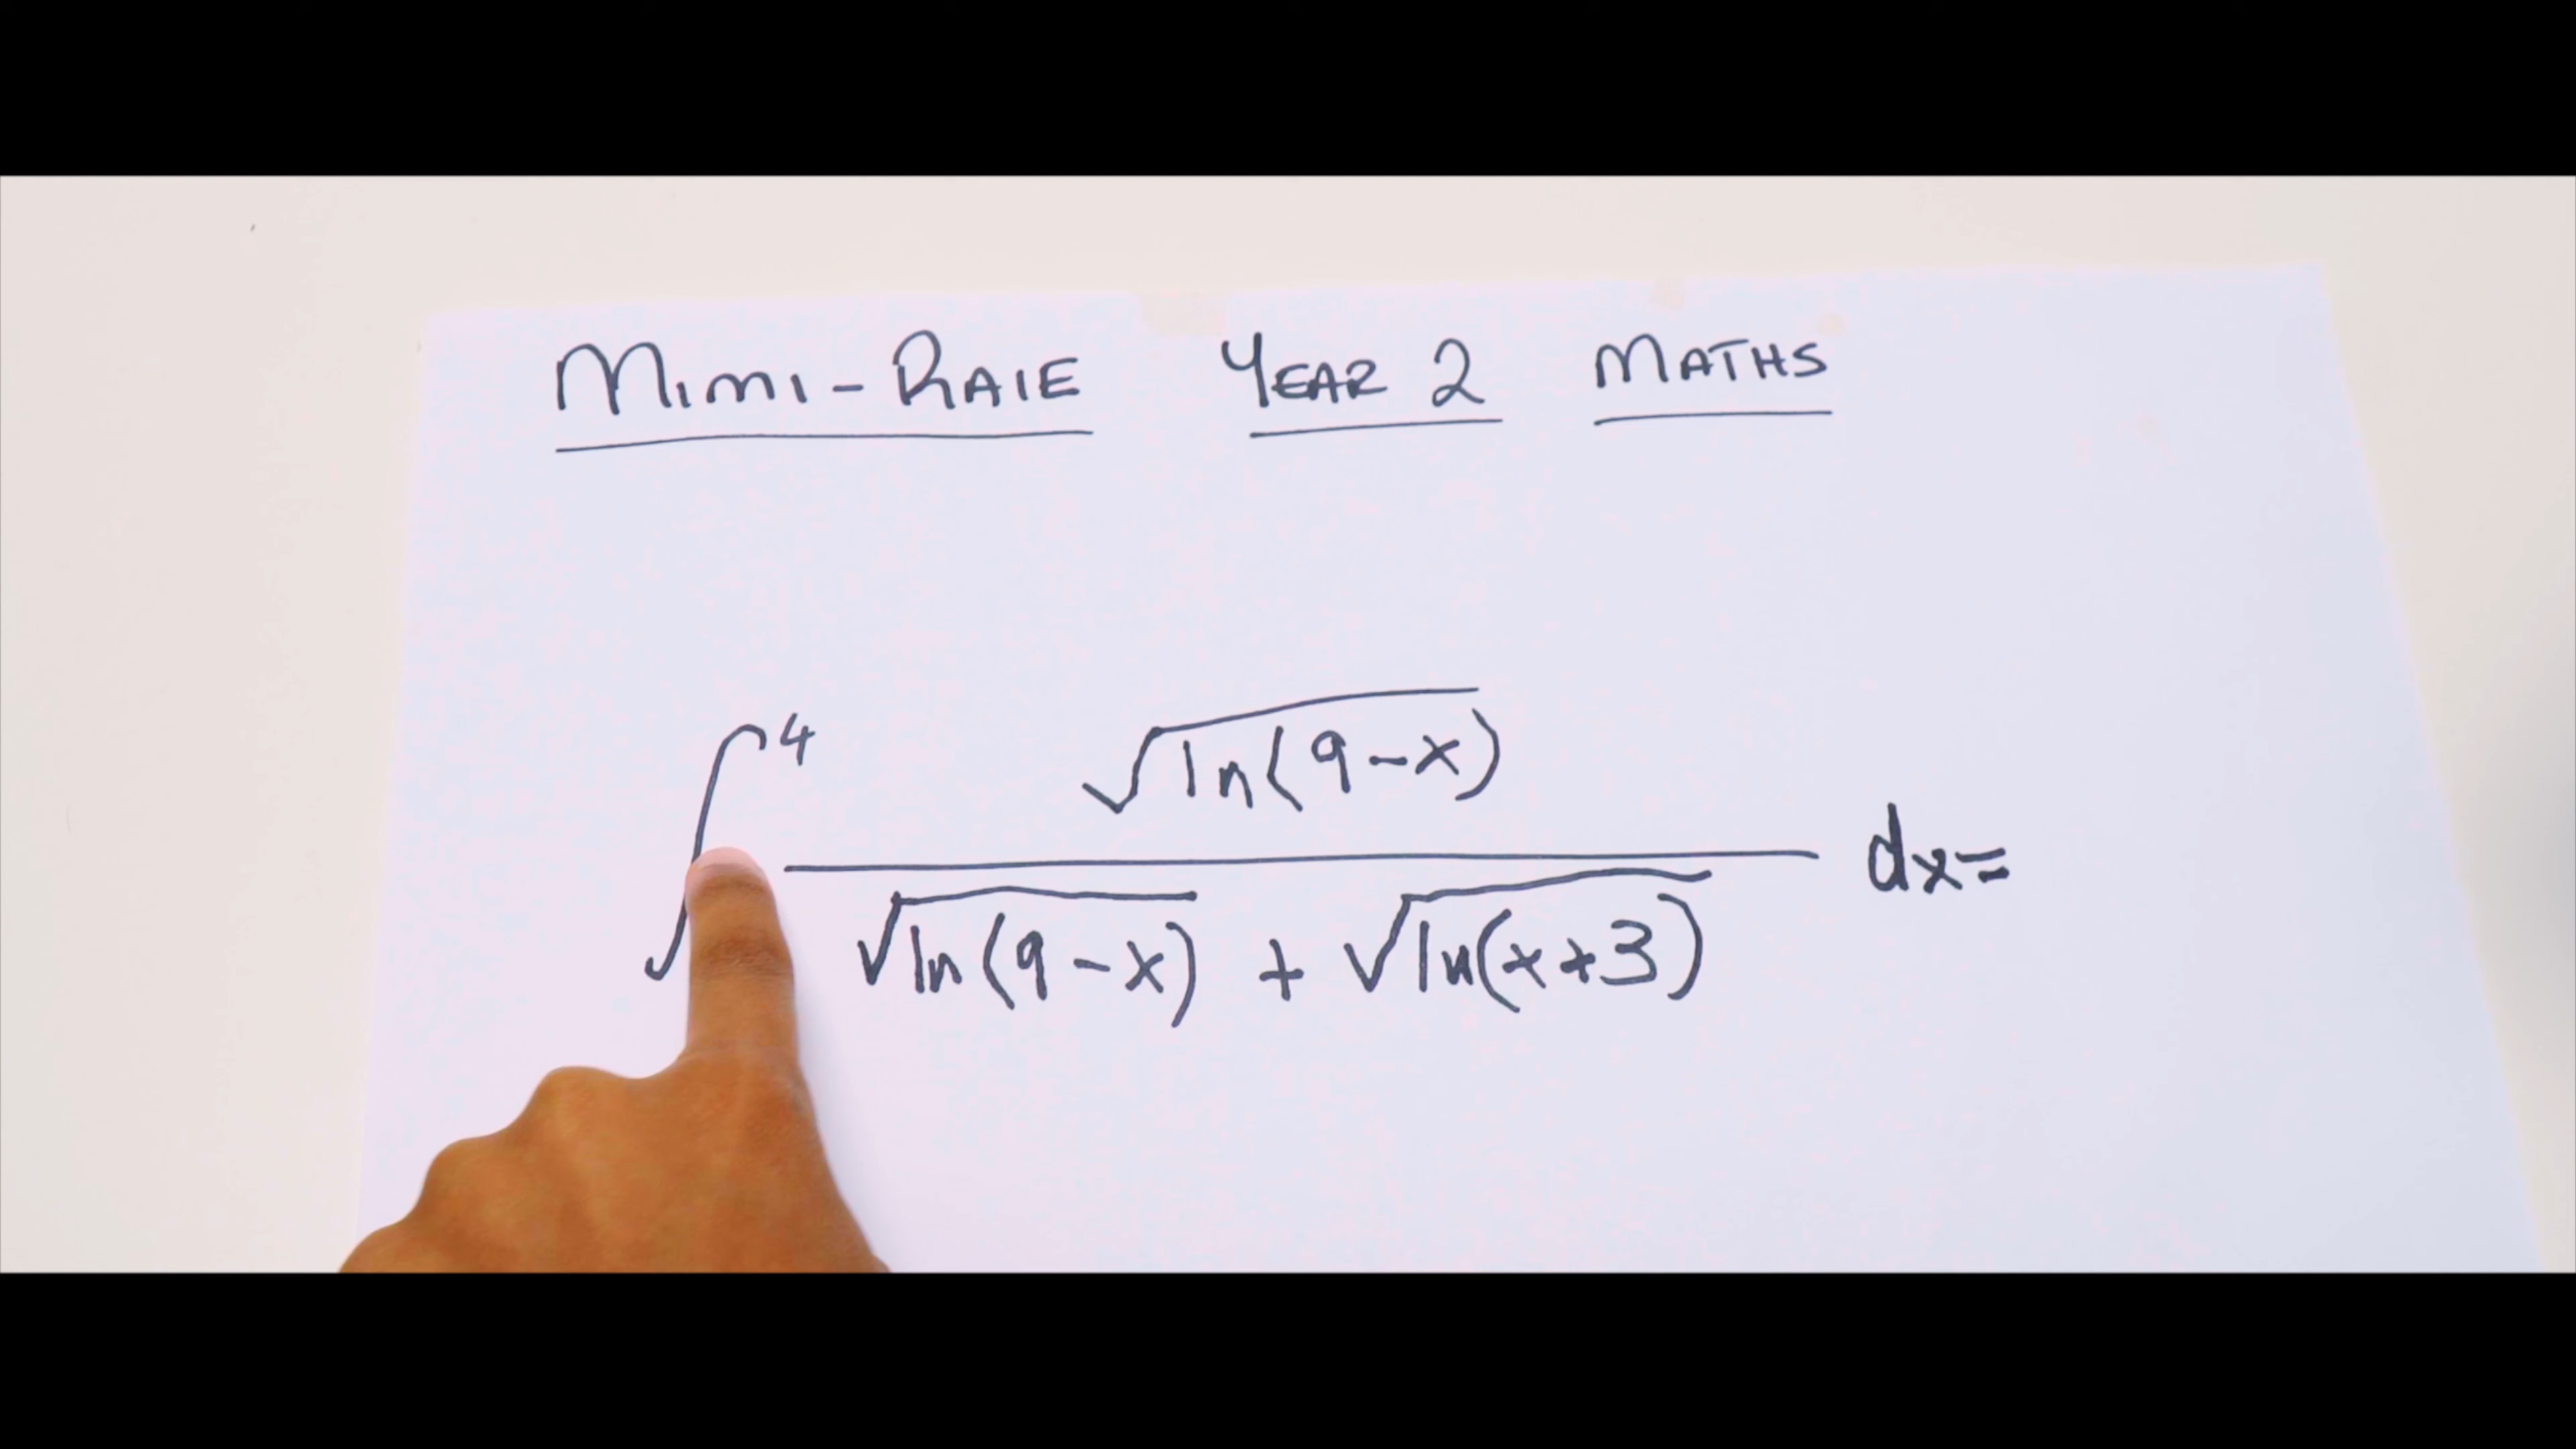 MIMI-RAIE YEAR 2 MATHS
∫⁴ √ln(9-x) / (√ln(9-x) + √ln(x+3)) dx=